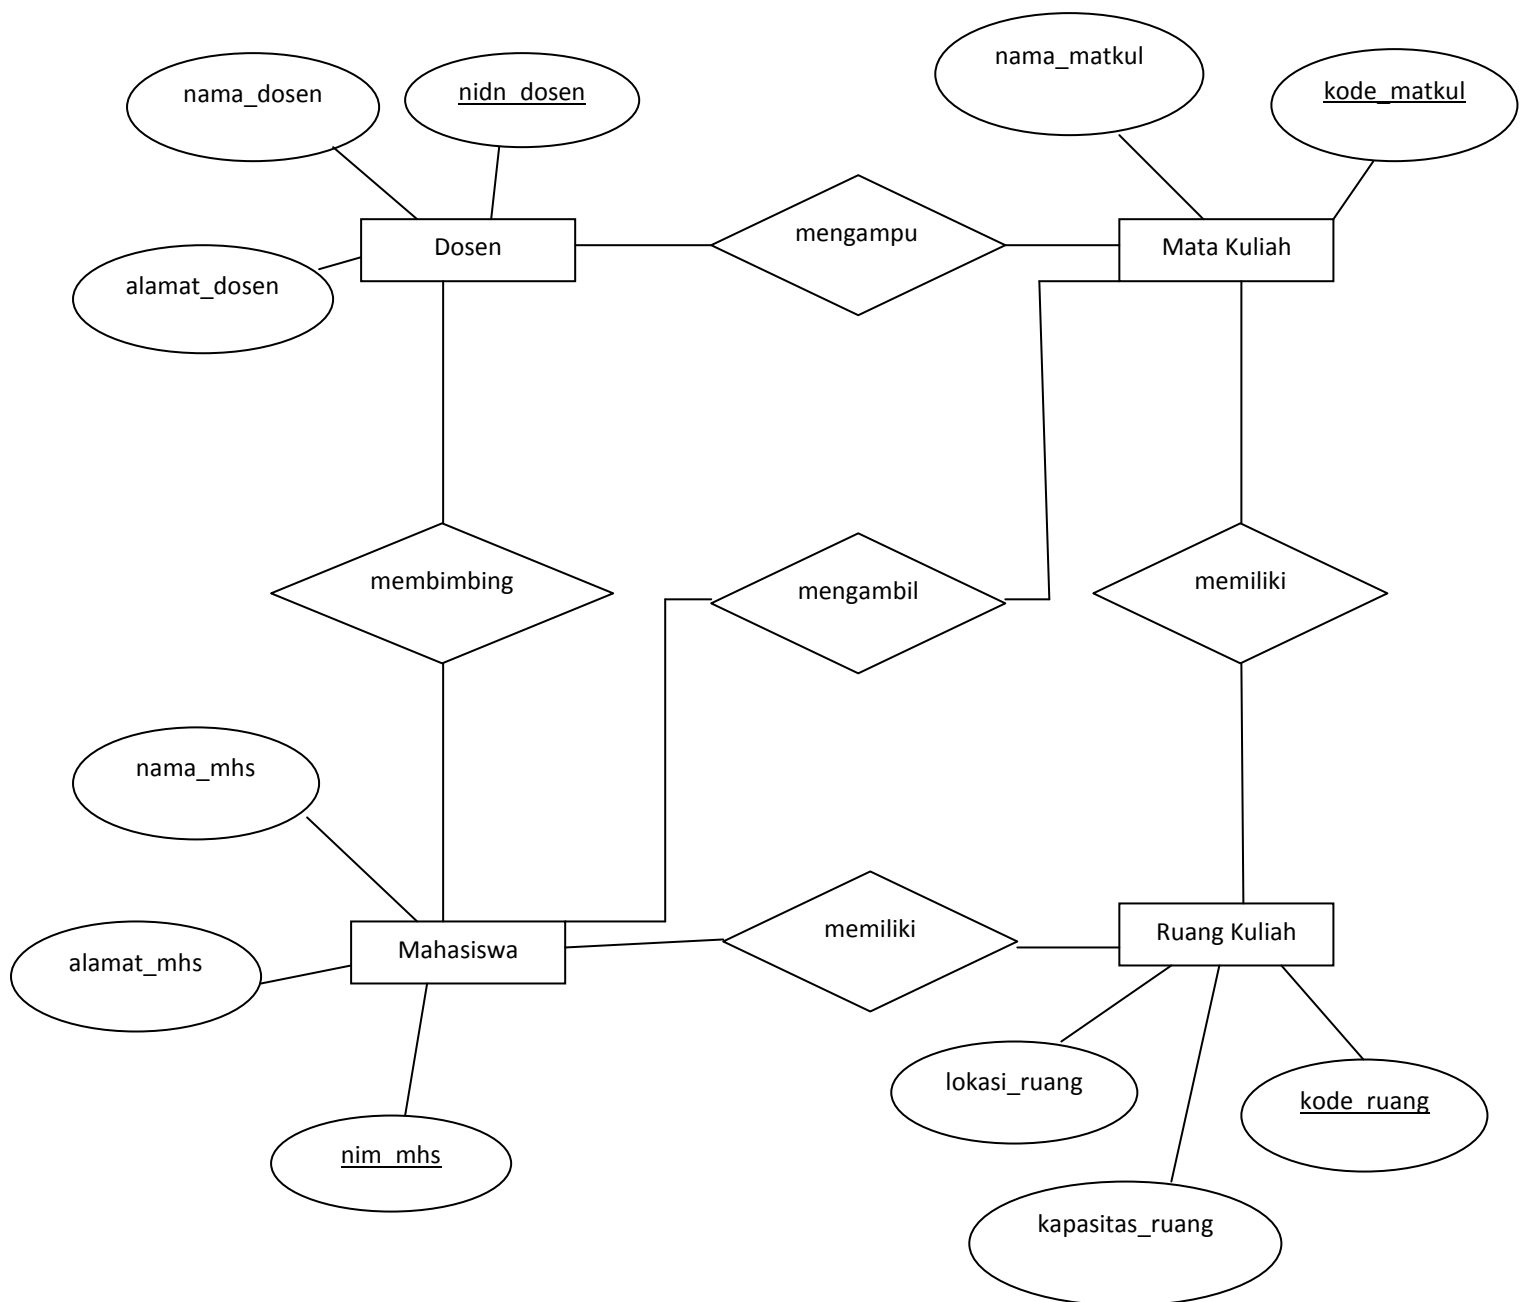 nama_matkul
nama_dosen
nidn_dosen
kode_matkul
mengampu
Dosen
Mata Kuliah
alamat_dosen
membimbing
mengambil
memiliki
nama_mhs
memiliki
Ruang Kuliah
Mahasiswa
alamat_mhs
lokasi_ruang
kode_ruang
nim_mhs
kapasitas_ruang